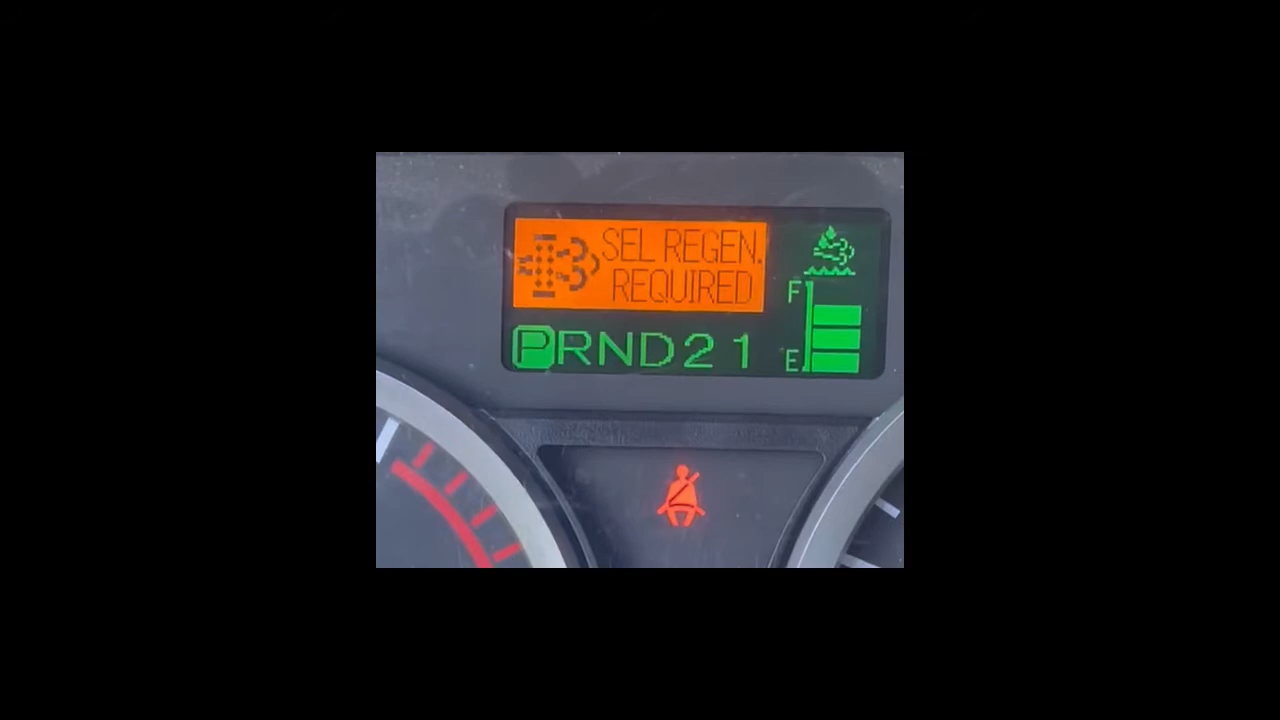 SEL REGEN.
REQUIRED
PRND21
F
E